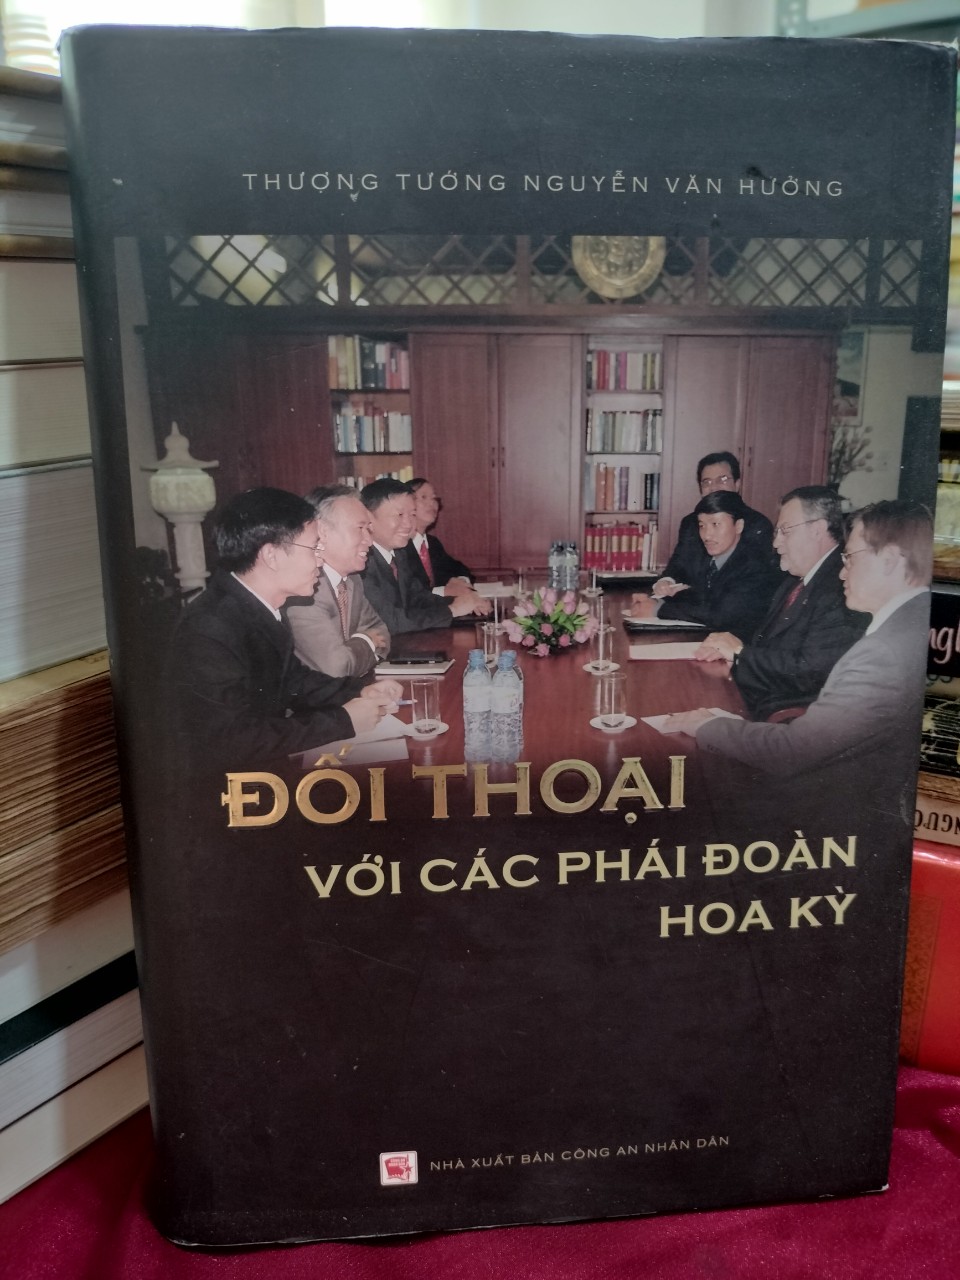 THƯỢNG TƯỚNG NGUYỄN VĂN HƯỞNG
ĐỐI THOẠI
VỚI CÁC PHÁI ĐOÀN
HOA KỲ
NHÀ XUẤT BẢN CÔNG AN NHÂN DÂN